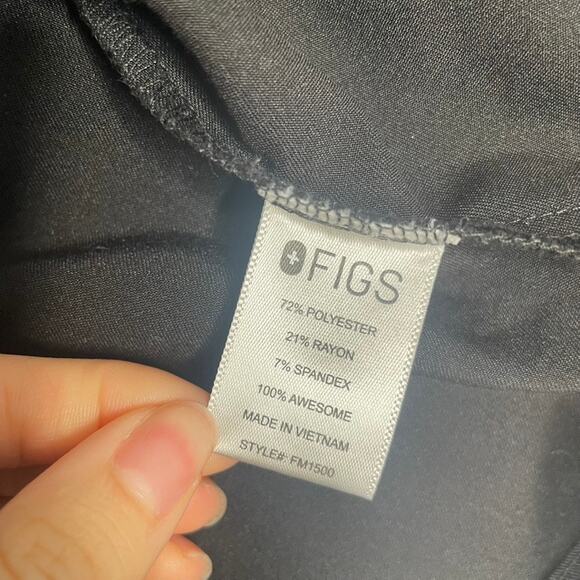 FIGS
72% POLYESTER
21% RAYON
7% SPANDEX
100% AWESOME
MADE IN VIETNAM
STYLE# FM1500